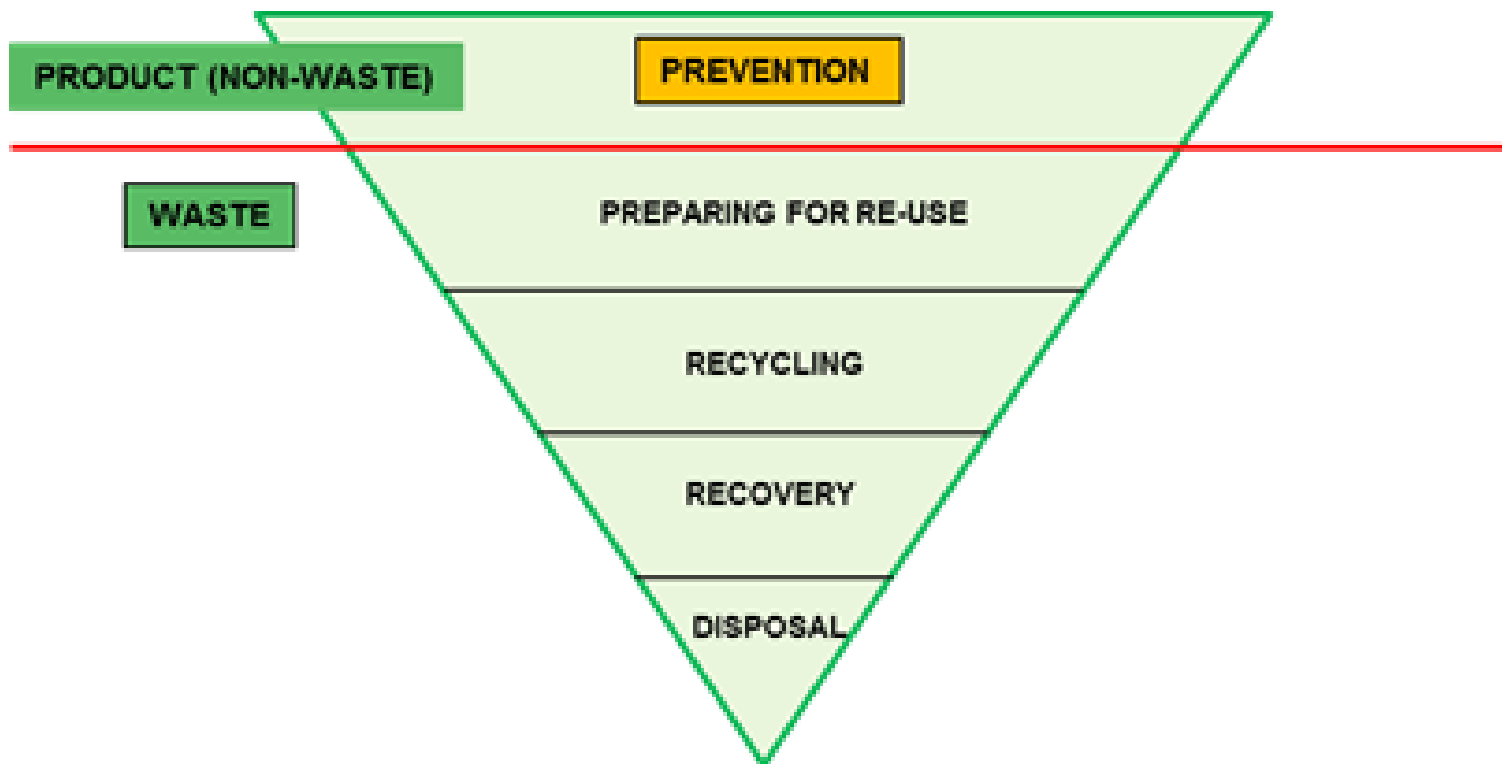 PRODUCT (NON-WASTE)
PREVENTION
WASTE
PREPARING FOR RE-USE
RECYCLING
RECOVERY
DISPOSAL